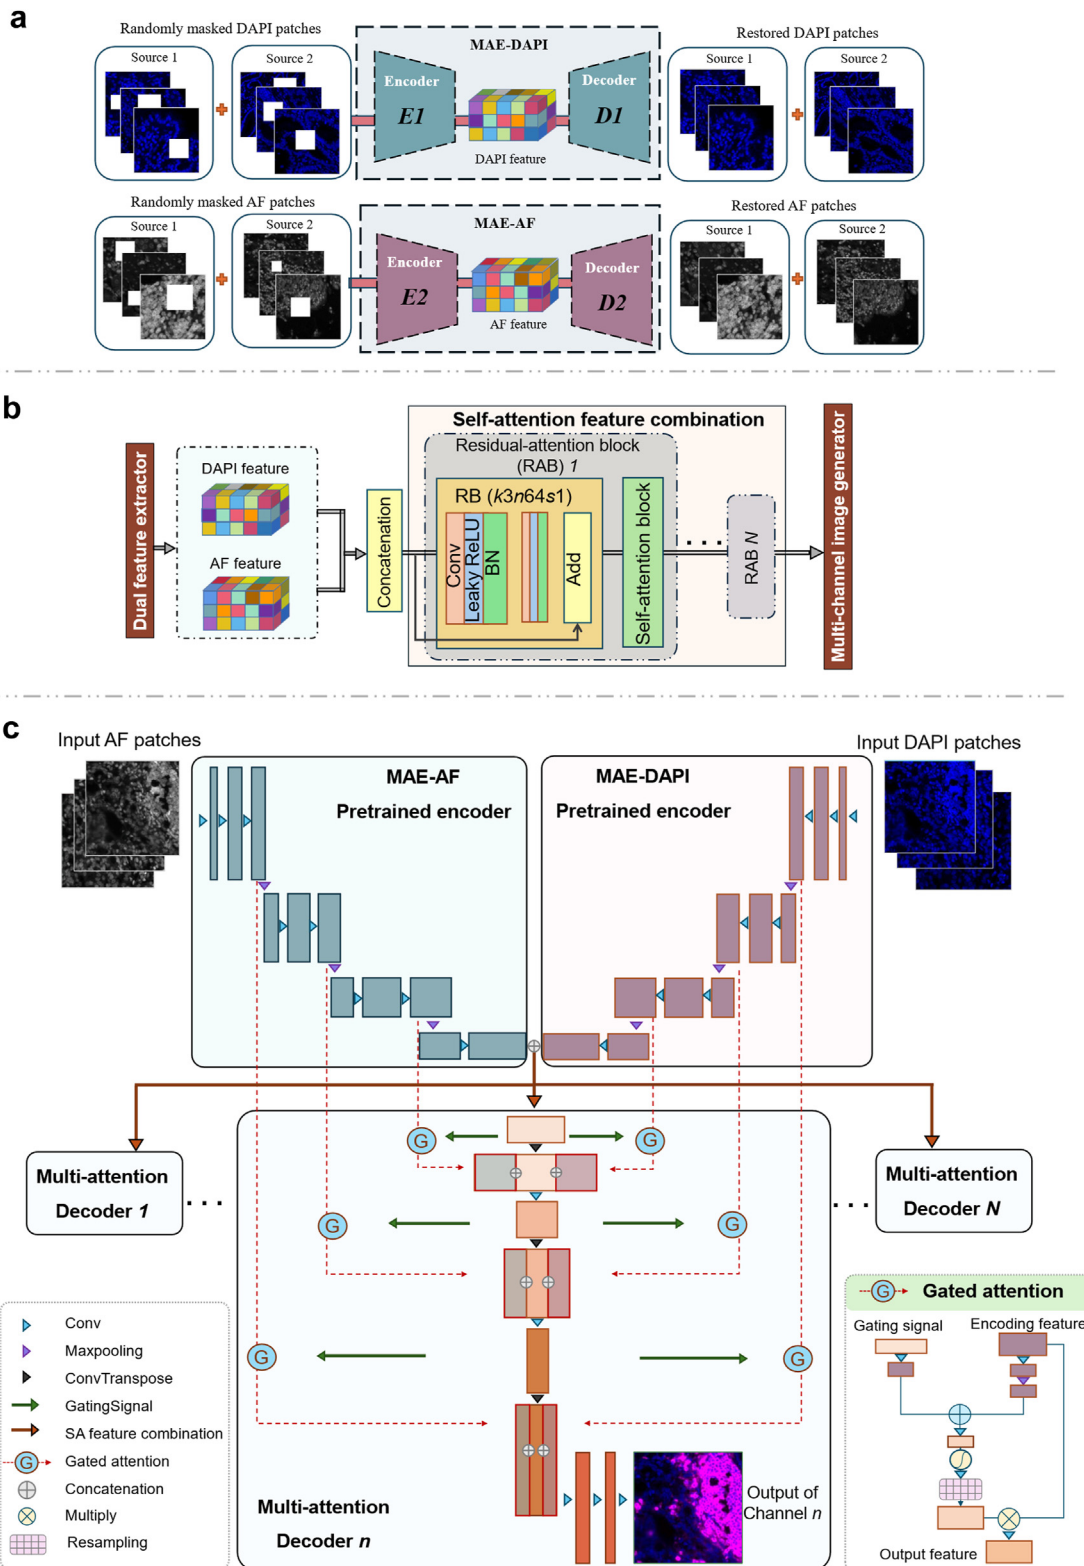 a
Randomly masked DAPI patches
Source 1
Source 2
MAE-DAPI
Encoder
E1
DAPI feature
Decoder
D1
Restored DAPI patches
Source 1
Source 2
Randomly masked AF patches
Source 1
Source 2
MAE-AF
Encoder
E2
AF feature
Decoder
D2
Restored AF patches
Source 1
Source 2
b
Dual feature extractor
DAPI feature
AF feature
Concatenation
Self-attention feature combination
Residual-attention block
(RAB) 1
RB (k3n64s1)
Conv
Leaky ReLU
BN
Add
Self-attention block
...
RAB N
Multi-channel image generator
c
Input AF patches
MAE-AF
Pretrained encoder
MAE-DAPI
Pretrained encoder
Input DAPI patches
Multi-attention
Decoder 1
...
G
G
G
G
G
G
...
Multi-attention
Decoder N
Multi-attention
Decoder n
Output of
Channel n
Conv
Maxpooling
ConvTranspose
GatingSignal
SA feature combination
G
Gated attention
Concatenation
Multiply
Resampling
G
Gated attention
Gating signal
Encoding feature
Output feature